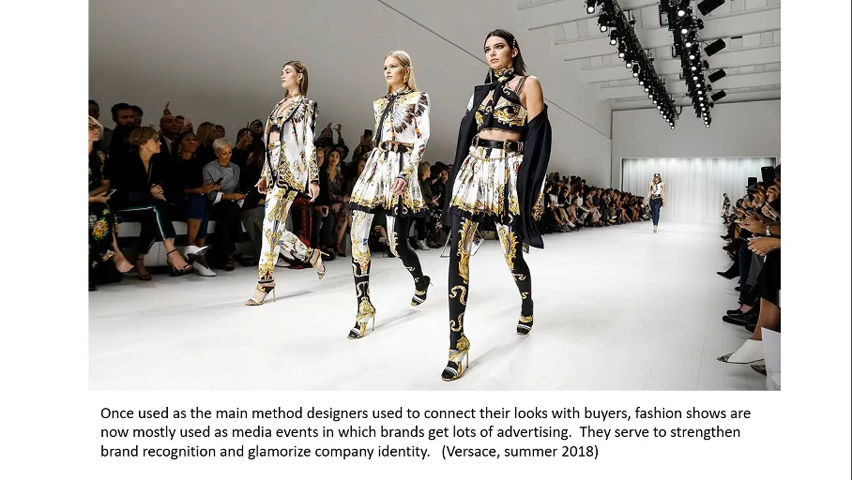 Once used as the main method designers used to connect their looks with buyers, fashion shows are
now mostly used as media events in which brands get lots of advertising.  They serve to strengthen
brand recognition and glamorize company identity.   (Versace, summer 2018)